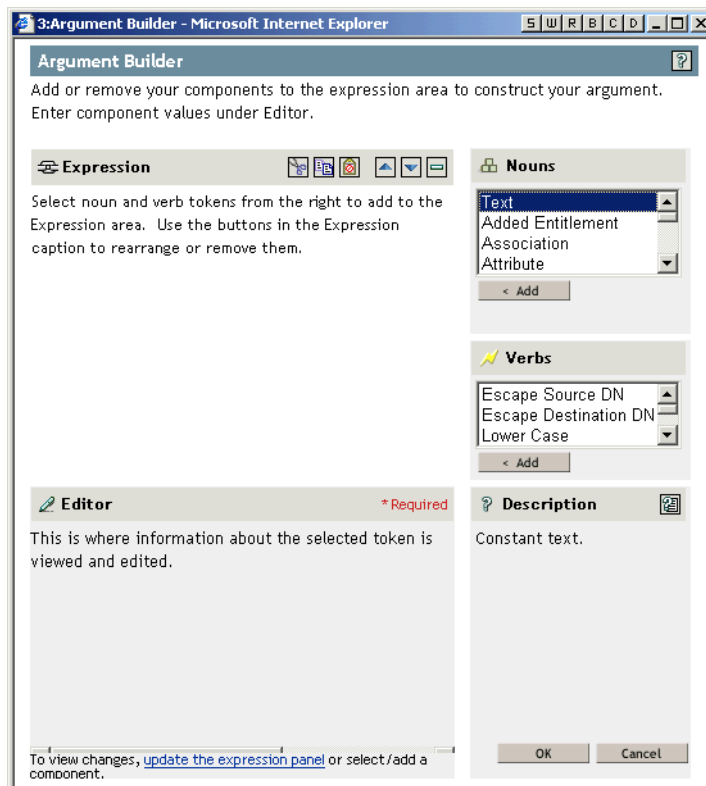 3:Argument Builder - Microsoft Internet Explorer
S W R B C D
Argument Builder
?
Add or remove your components to the expression area to construct your argument.
Enter component values under Editor.
Expression
Select noun and verb tokens from the right to add to the
Expression area. Use the buttons in the Expression
caption to rearrange or remove them.
Nouns
Text
Added Entitlement
Association
Attribute
< Add
Verbs
Escape Source DN
Escape Destination DN
Lower Case
< Add
Editor
*Required
This is where information about the selected token is
viewed and edited.
To view changes, update the expression panel or select/add a
component.
? Description
Constant text.
OK
Cancel